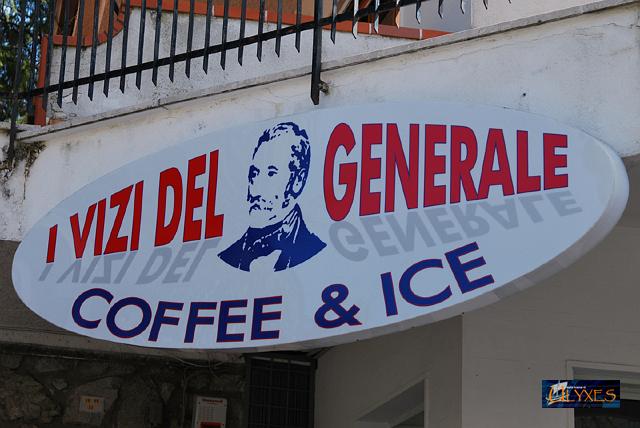 I VIZI DEL GENERALE
COFFEE & ICE
ULYXES